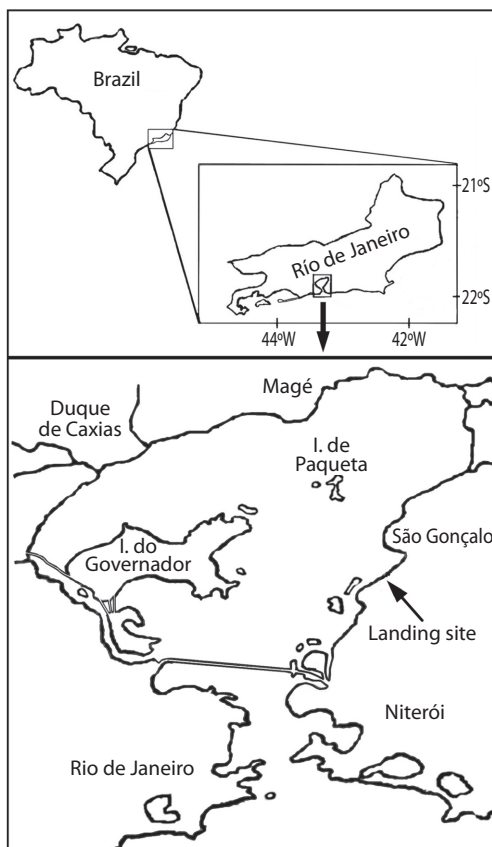 Brazil
21ºS
Río de Janeiro
22ºS
44ºW
42ºW
Magé
Duque
de Caxias
I. de
Paqueta
São Gonçalo
I. do
Governador
Landing site
Niterói
Rio de Janeiro